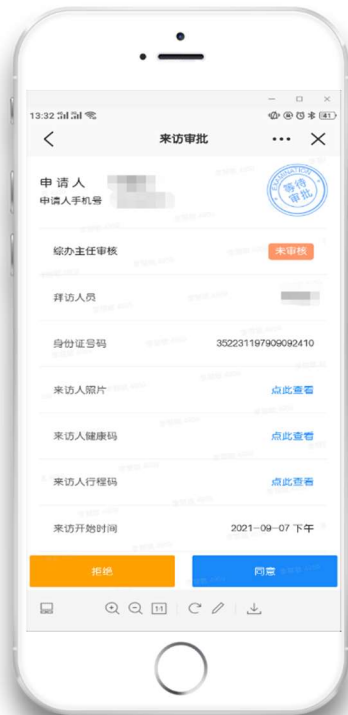 13:32
41
来访审批
申请人
申请人手机号
EXAMINATION
等待
审批
综办主任审核 未审核
拜访人员
身份证号码 352231197909092410
来访人照片 点此查看
来访人健康码 点此查看
来访人行程码 点此查看
来访开始时间 2021-09-07 下午
拒绝 同意
1:1